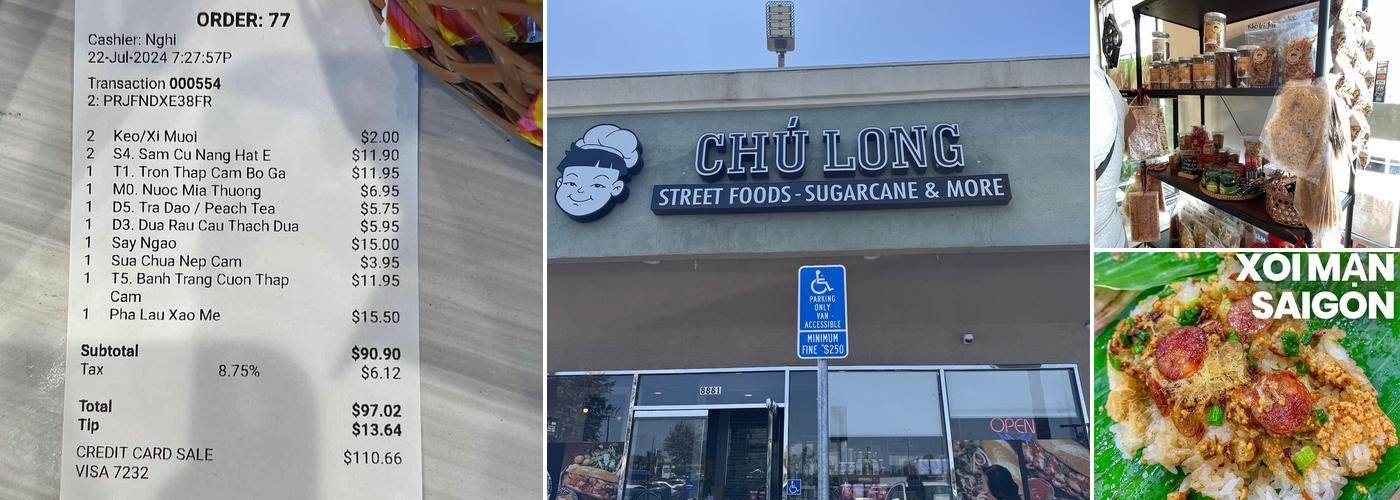 ORDER: 77
Cashier: Nghi
22-Jul-2024 7:27:57P
Transaction 000554
2: PRJFNDXE38FR
2 Keo/Xi Muoi $2.00
2 S4. Sam Cu Nang Hat E $11.90
1 T1. Tron Thap Cam Bo Ga $11.95
1 M0. Nuoc Mia Thuong $6.95
1 D5. Tra Dao / Peach Tea $5.75
1 D3. Dua Rau Cau Thach Dua $5.95
1 Say Ngao $15.00
1 Sua Chua Nep Cam $3.95
1 T5. Banh Trang Cuon Thap $11.95
Cam
1 Pha Lau Xao Me $15.50
Subtotal $90.90
Tax 8.75% $6.12
Total $97.02
Tip $13.64
CREDIT CARD SALE $110.66
VISA 7232
CHÚ LONG
STREET FOODS - SUGARCANE & MORE
PARKING
ONLY
VAN -
ACCESSIBLE
MINIMUM
FINE $250
8881
OPEN
XOI MẠN
SAIGON